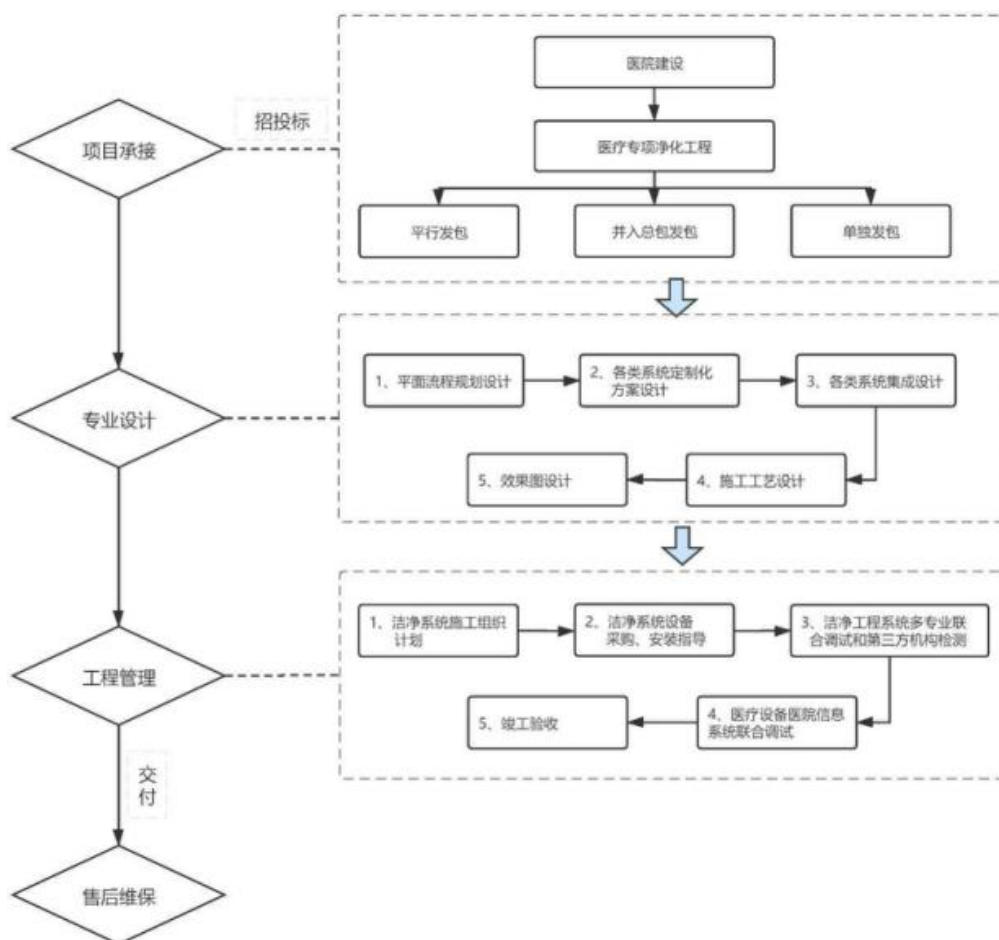 医院建设
招投标
项目承接
医疗专项净化工程
平行发包
并入总包发包
单独发包
1、平面流程规划设计
2、各类系统定制化
方案设计
3、各类系统集成设计
专业设计
5、效果图设计
4、施工工艺设计
1、洁净系统施工组织
计划
2、洁净系统设备
采购、安装指导
3、洁净工程系统多专业联
合调试和第三方机构检测
工程管理
5、竣工验收
4、医疗设备医院信息
系统联合调试
交
付
售后维保